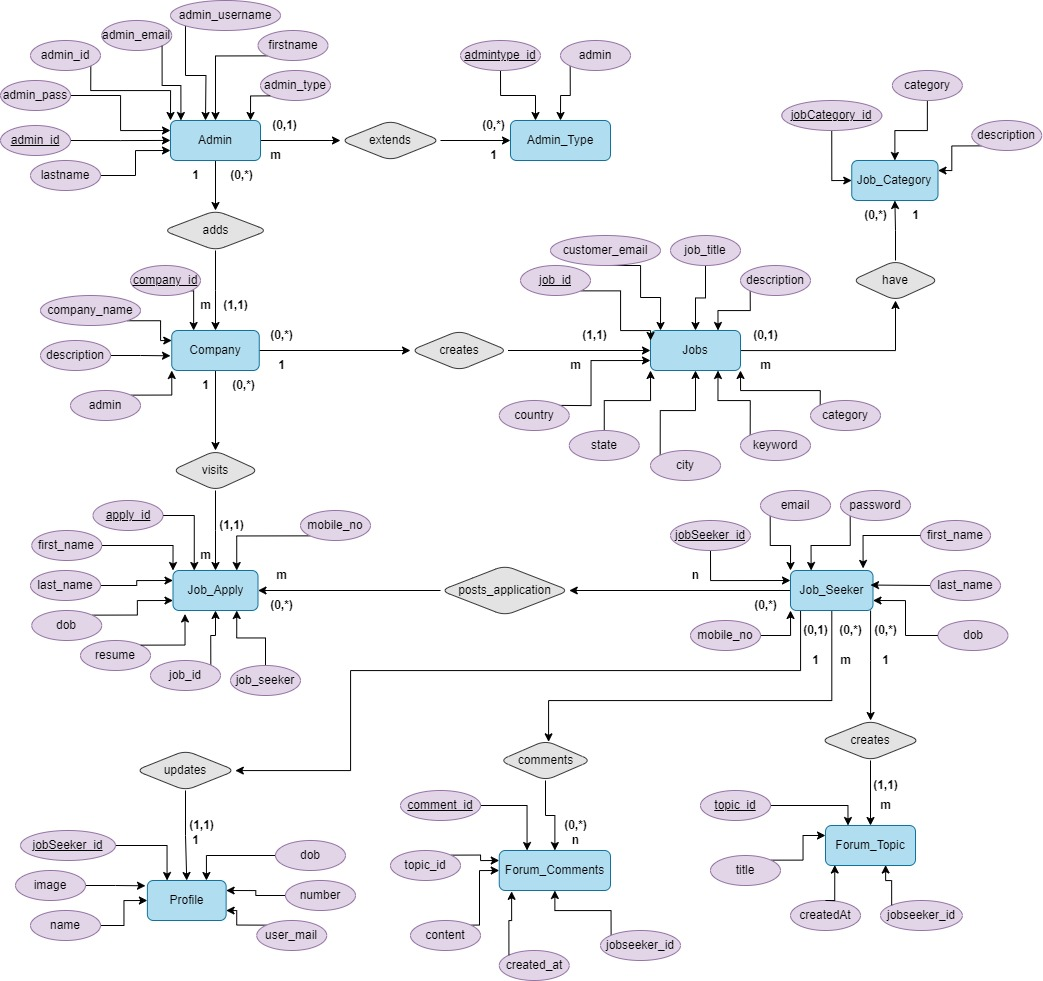 admin_username
admin_email
firstname
admin_id
admintype_id
admin
admin_type
category
admin_pass
jobCategory_id
(0,1)
(0,*)
description
admin_id
Admin
extends
Admin_Type
m
1
lastname
1
(0,*)
Job_Category
(0,*)
1
adds
customer_email
job_title
company_id
job_id
description
have
m
(1,1)
company_name
(0,*)
(1,1)
(0,1)
description
Company
creates
Jobs
1
m
m
1
(0,*)
admin
country
category
state
keyword
city
visits
apply_id
email
password
(1,1)
mobile_no
jobSeeker_id
first_name
first_name
m
m
n
last_name
Job_Apply
posts_application
Job_Seeker
last_name
(0,*)
(0,*)
dob
(0,1)
(0,*)
(0,*)
mobile_no
dob
resume
1
m
1
job_id
job_seeker
creates
comments
updates
(1,1)
comment_id
topic_id
m
(1,1)
(0,*)
1
n
jobSeeker_id
Forum_Topic
dob
topic_id
title
Forum_Comments
image
number
Profile
createdAt
jobseeker_id
name
user_mail
content
jobseeker_id
created_at